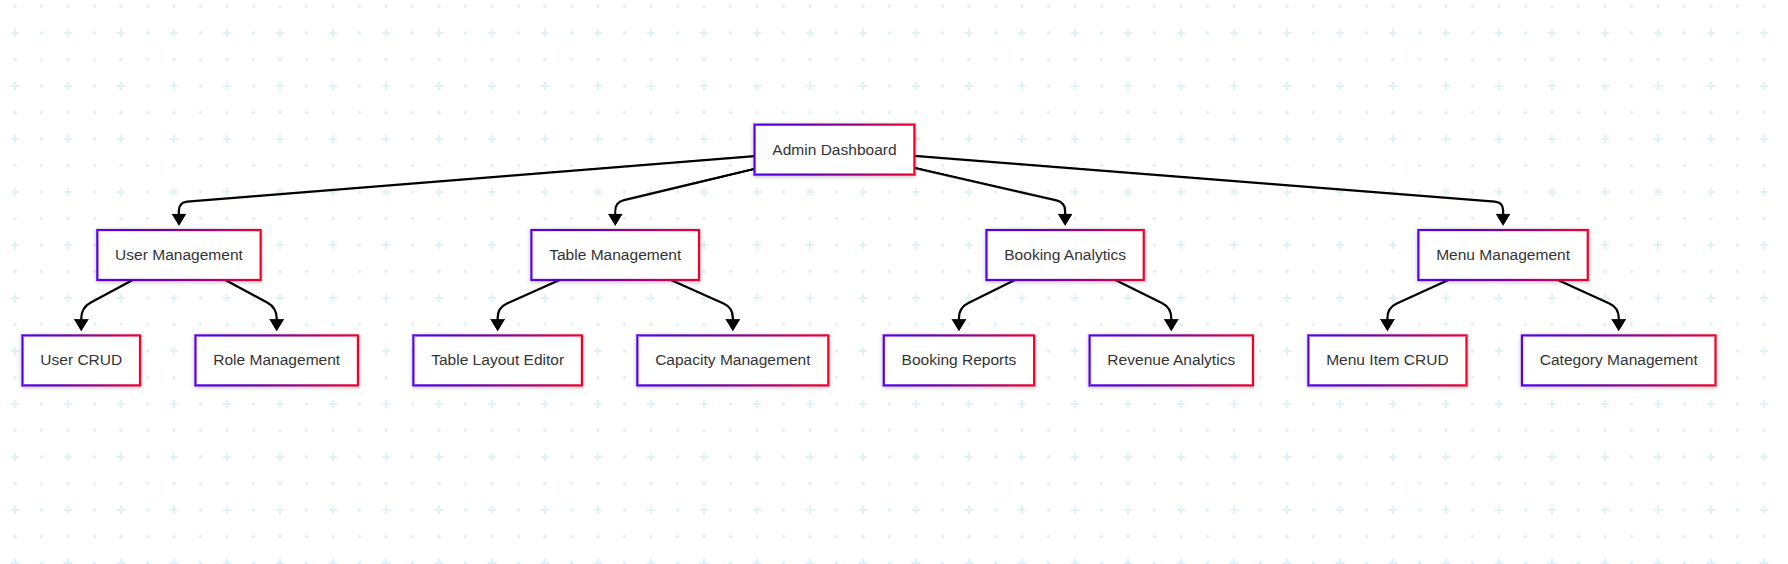 Admin Dashboard
User Management
Table Management
Booking Analytics
Menu Management
User CRUD
Role Management
Table Layout Editor
Capacity Management
Booking Reports
Revenue Analytics
Menu Item CRUD
Category Management